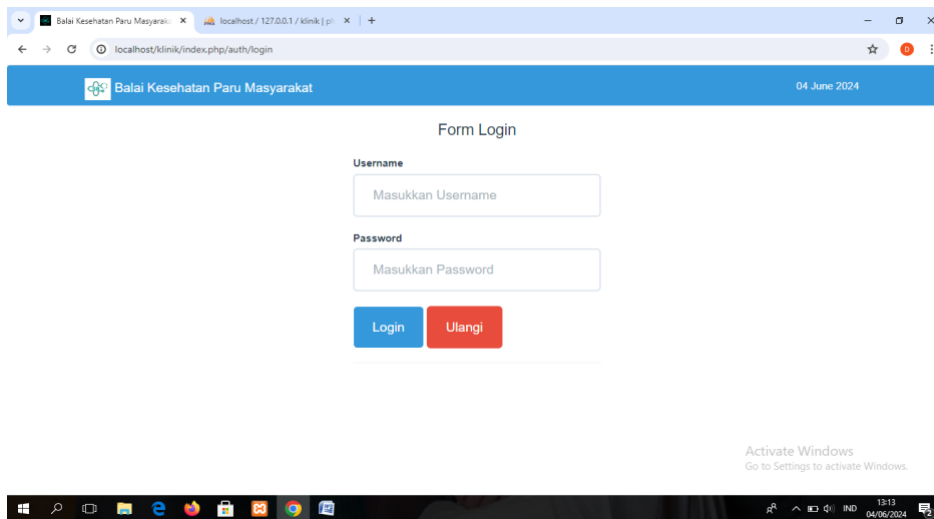 Balai Kesehatan Paru Masyarak
localhost / 127.0.0.1 / klinik | ph
localhost/klinik/index.php/auth/login
D
Balai Kesehatan Paru Masyarakat
04 June 2024
Form Login
Username
Masukkan Username
Password
Masukkan Password
Login
Ulangi
Activate Windows
Go to Settings to activate Windows.
IND
13:13
04/06/2024
2